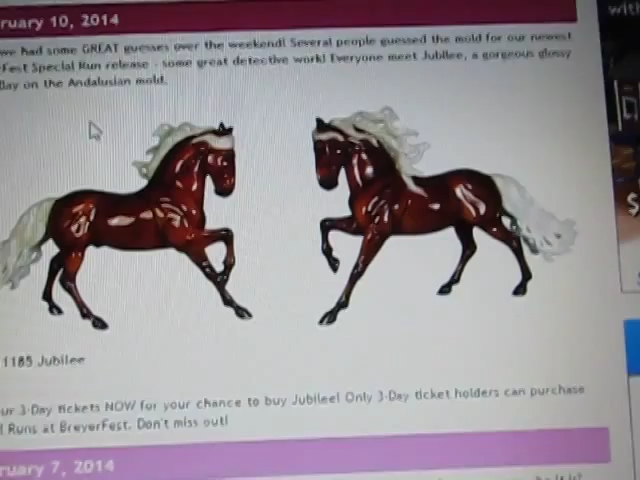 ruary 10, 2014
we had some GREAT guesses over the weekend! Several people guessed the mold for our newest
Fest Special Run release - some great detective work! Everyone meet Jubilee, a gorgeous glossy
Bay on the Andalusian mold.
1185 Jubilee
ur 3-Day tickets NOW for your chance to buy Jubilee! Only 3-Day ticket holders can purchase
l Runs at BreyerFest. Don't miss out!
ruary 7, 2014
with
$